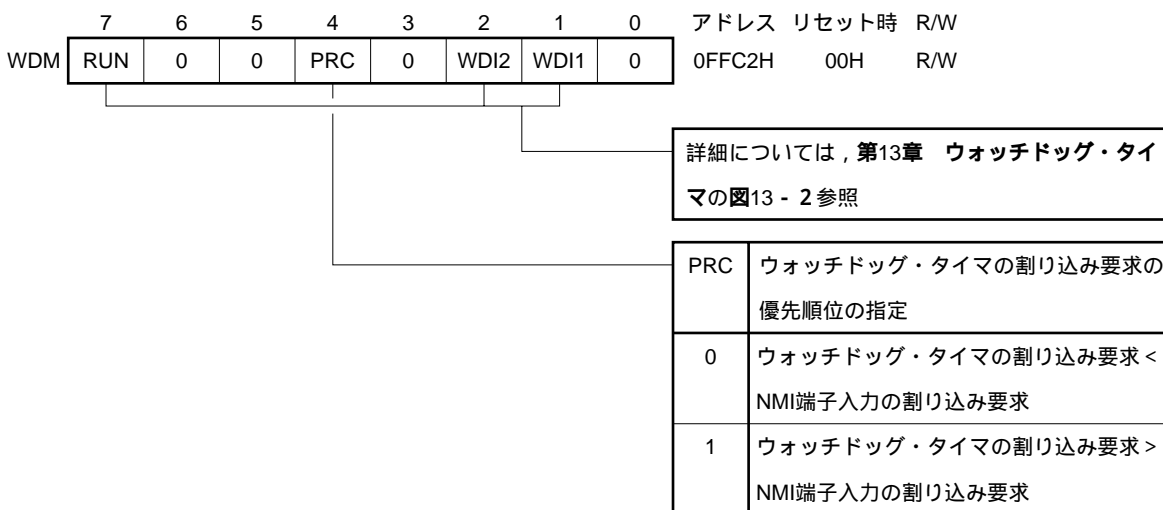 7 6 5 4 3 2 1 0 アドレス リセット時 R/W
WDM RUN 0 0 PRC 0 WDI2 WDI1 0 0FFC2H 00H R/W
詳細については，第13章 ウォッチドッグ・タイ
マの図13－2参照
PRC ウォッチドッグ・タイマの割り込み要求の
優先順位の指定
0 ウォッチドッグ・タイマの割り込み要求＜
NMI端子入力の割り込み要求
1 ウォッチドッグ・タイマの割り込み要求＞
NMI端子入力の割り込み要求